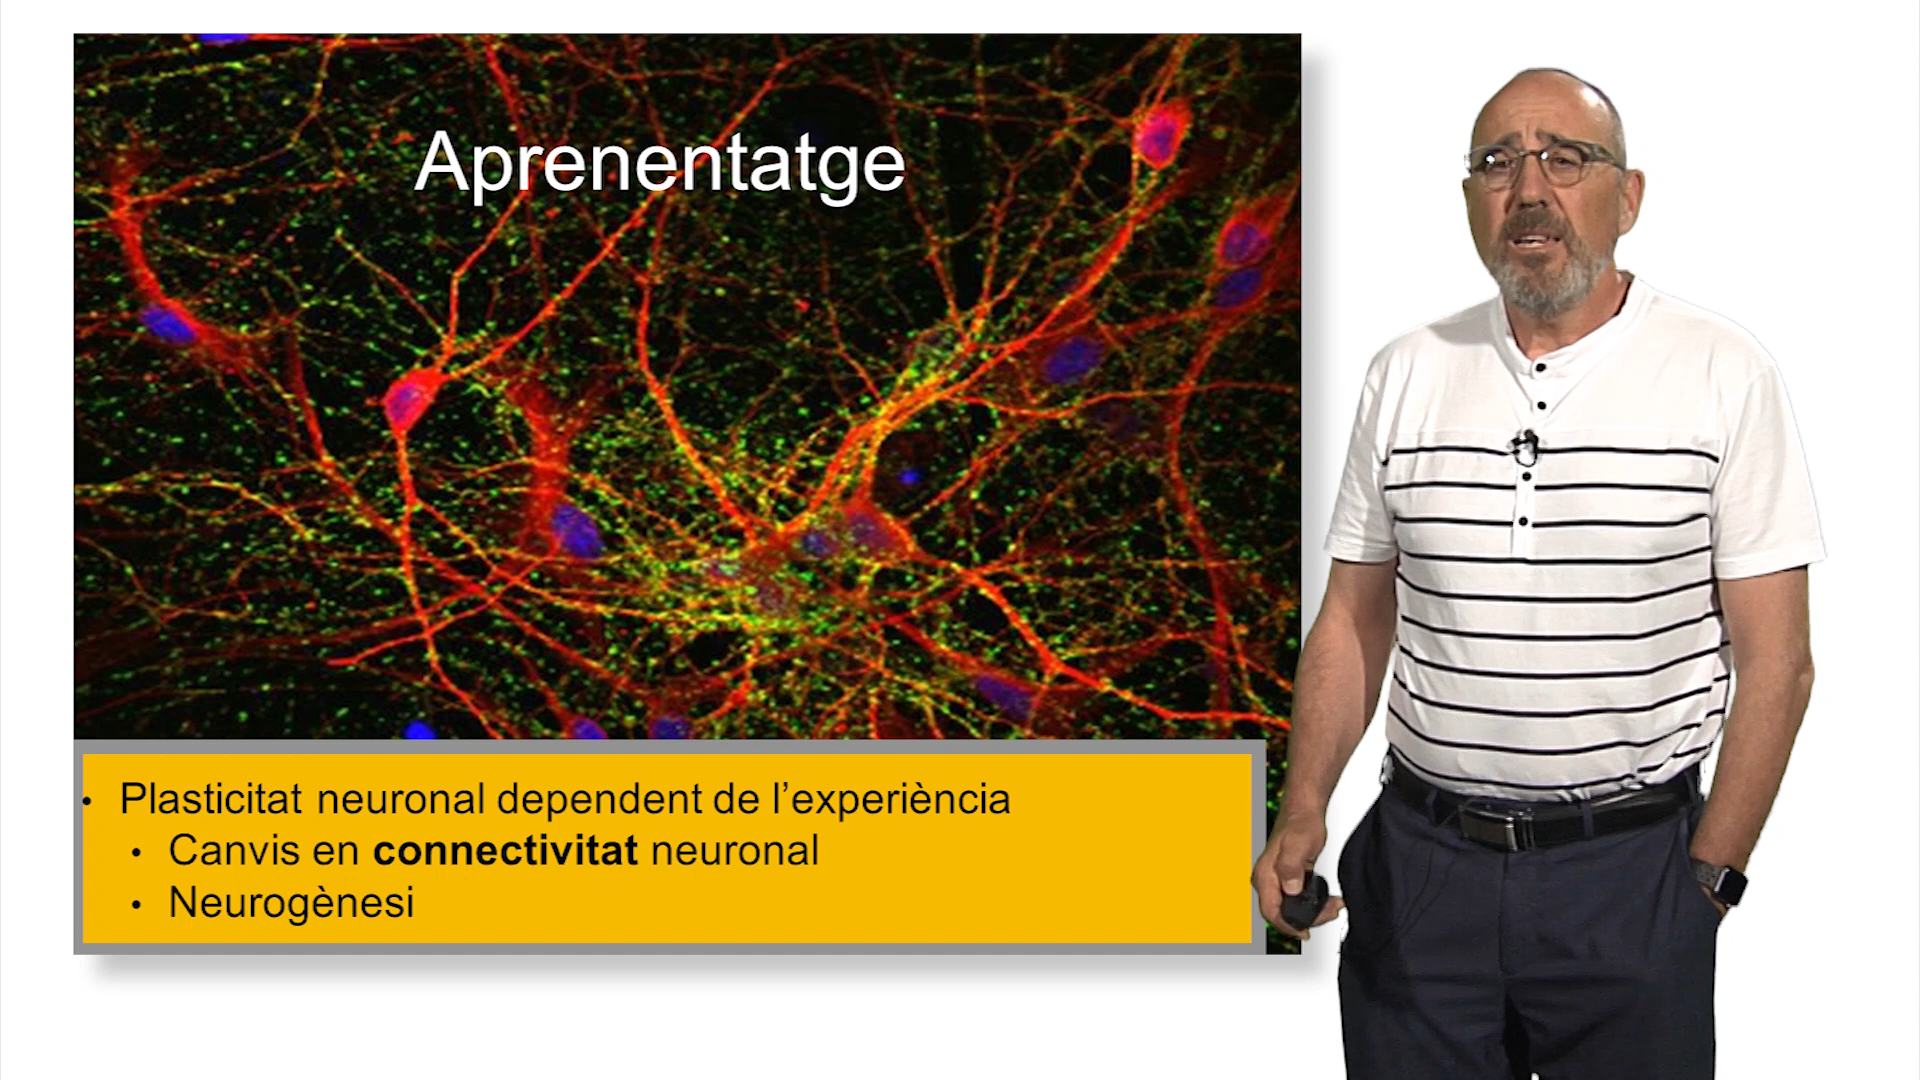 Aprenentatge
• Plasticitat neuronal dependent de l’experiència
• Canvis en connectivitat neuronal
• Neurogènesi